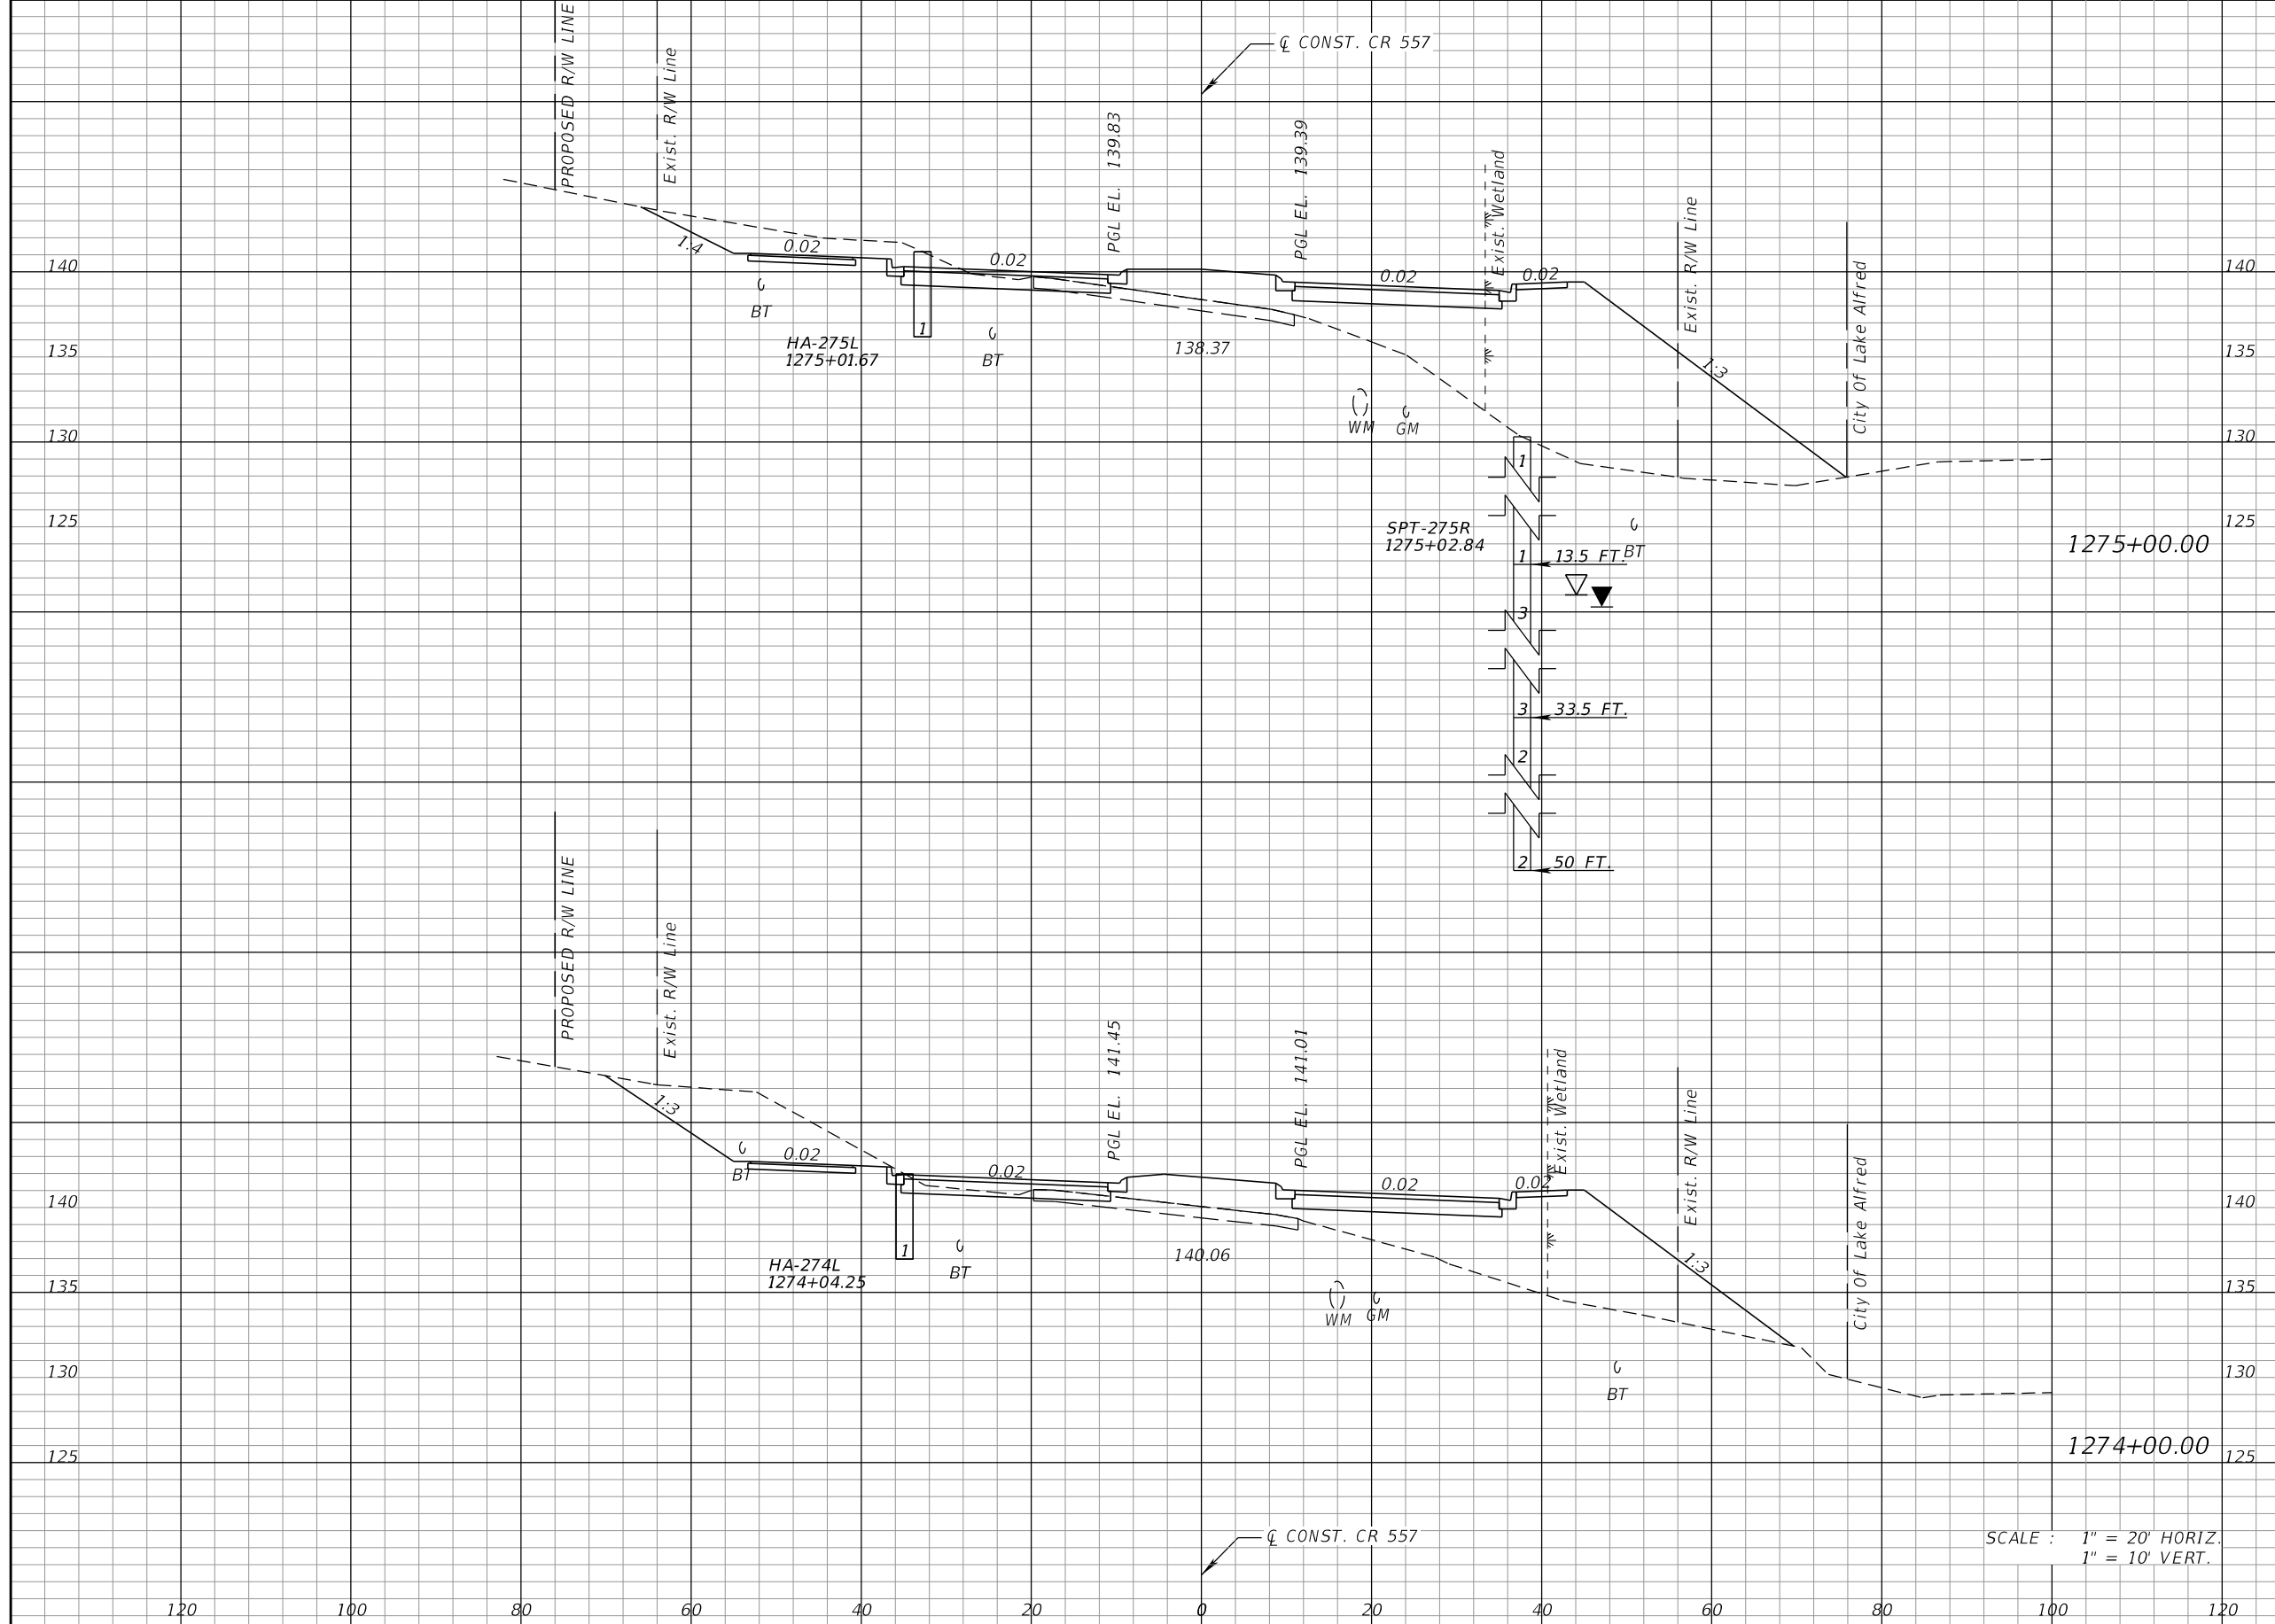 PROPOSED R/W LINE
Exist. R/W Line
℄ CONST. CR 557
PGL EL. 139.83
PGL EL. 139.39
Exist. Wetland
Exist. R/W Line
City Of Lake Alfred
1:4
0.02
0.02
0.02
0.02
140
140
BT
1
HA-275L
1275+01.67
BT
138.37
135
135
1:3
WM
GM
130
130
1
SPT-275R
1275+02.84
125
125
BT
1275+00.00
1
13.5 FT.
3
3
33.5 FT.
2
2
50 FT.
PROPOSED R/W LINE
Exist. R/W Line
PGL EL. 141.45
PGL EL. 141.01
Exist. Wetland
Exist. R/W Line
City Of Lake Alfred
1:3
BT
0.02
0.02
0.02
0.02
140
140
1
HA-274L
1274+04.25
BT
140.06
1:3
135
135
WM
GM
130
130
BT
1274+00.00
125
125
℄ CONST. CR 557
SCALE : 1" = 20' HORIZ.
1" = 10' VERT.
120 100 80 60 40 20 0 20 40 60 80 100 120